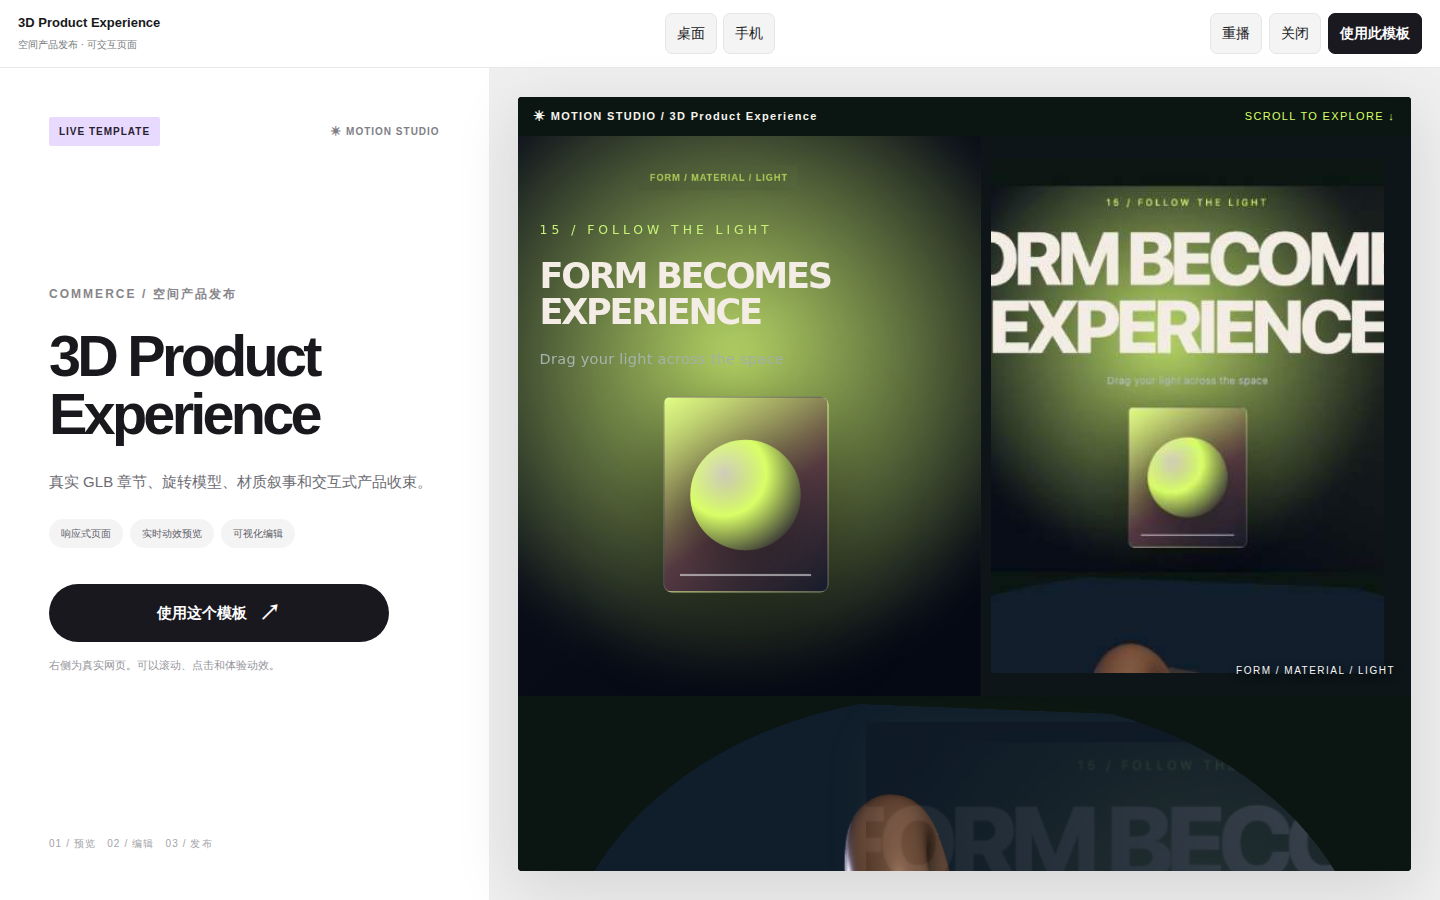 3D Product Experience
空间产品发布 · 可交互页面
桌面
手机
重播
关闭
使用此模板
LIVE TEMPLATE
✷ MOTION STUDIO
COMMERCE / 空间产品发布
3D Product
Experience
真实 GLB 章节、旋转模型、材质叙事和交互式产品收束。
响应式页面
实时动效预览
可视化编辑
使用这个模板 ↗
右侧为真实网页。可以滚动、点击和体验动效。
01 / 预览 02 / 编辑 03 / 发布
✷ MOTION STUDIO / 3D Product Experience
SCROLL TO EXPLORE ↓
FORM / MATERIAL / LIGHT
15 / FOLLOW THE LIGHT
FORM BECOMES
EXPERIENCE
Drag your light across the space
15 / FOLLOW THE LIGHT
ORM BECOME
EXPERIENCE
Drag your light across the space
FORM / MATERIAL / LIGHT
15 / FOLLOW TH
FORM BECO